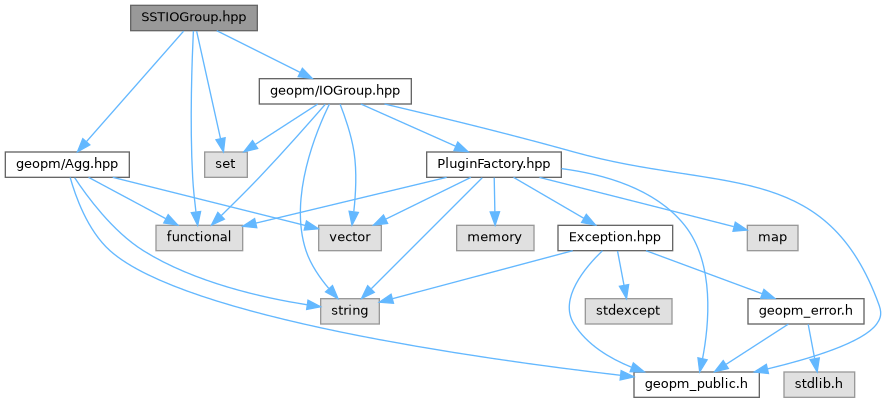 SSTIOGroup.hpp
geopm/IOGroup.hpp
geopm/Agg.hpp
set
PluginFactory.hpp
functional
vector
memory
Exception.hpp
map
string
stdexcept
geopm_error.h
geopm_public.h
stdlib.h